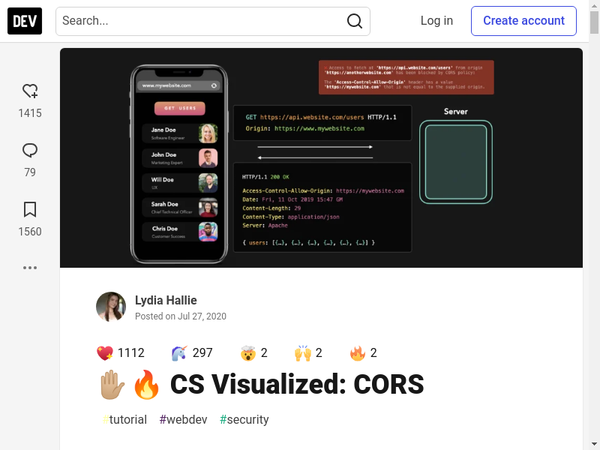 DEV
Search...
Log in
Create account
1415
79
1560
www.mywebsite.com
GET USERS
Jane Doe
Software Engineer
John Doe
Marketing Expert
Will Doe
UX
Sarah Doe
Chief Technical Officer
Chris Doe
Customer Success
GET https://api.website.com/users HTTP/1.1
Origin: https://www.mywebsite.com
HTTP/1.1 200 OK
Access-Control-Allow-Origin: https://mywebsite.com
Date: Fri, 11 Oct 2019 15:47 GM
Content-Length: 29
Content-Type: application/json
Server: Apache
{ users: [{…}, {…}, {…}, {…}, {…}, {…}] }
Access to fetch at "https://api.website.com/users" from origin
"https://anotherwebsite.com" has been blocked by CORS policy:
The "Access-Control-Allow-Origin" header has a value
"https://mywebsite.com" that is not equal to the supplied origin.
Server
Lydia Hallie
Posted on Jul 27, 2020
1112
297
2
2
2
CS Visualized: CORS
#tutorial #webdev #security